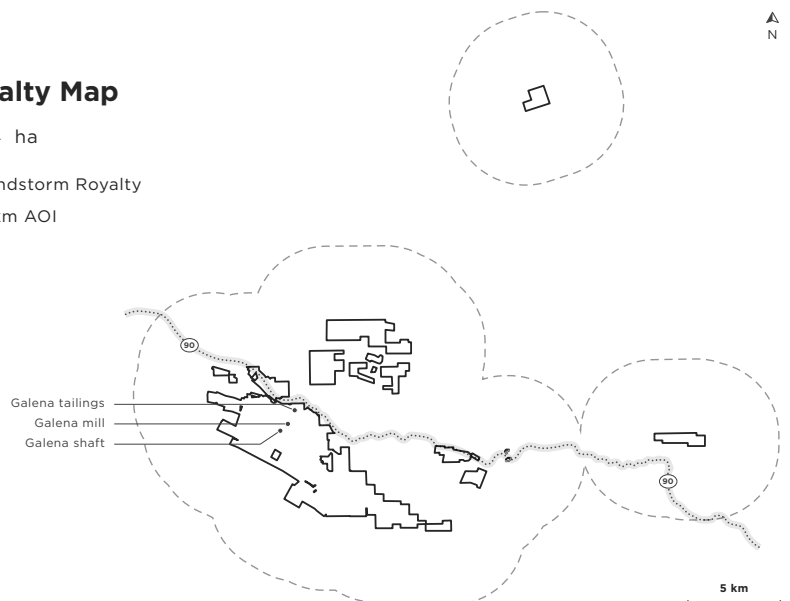 N
alty Map
ha
ndstorm Royalty
m AOI
90
Galena tailings
Galena mill
Galena shaft
90
5 km